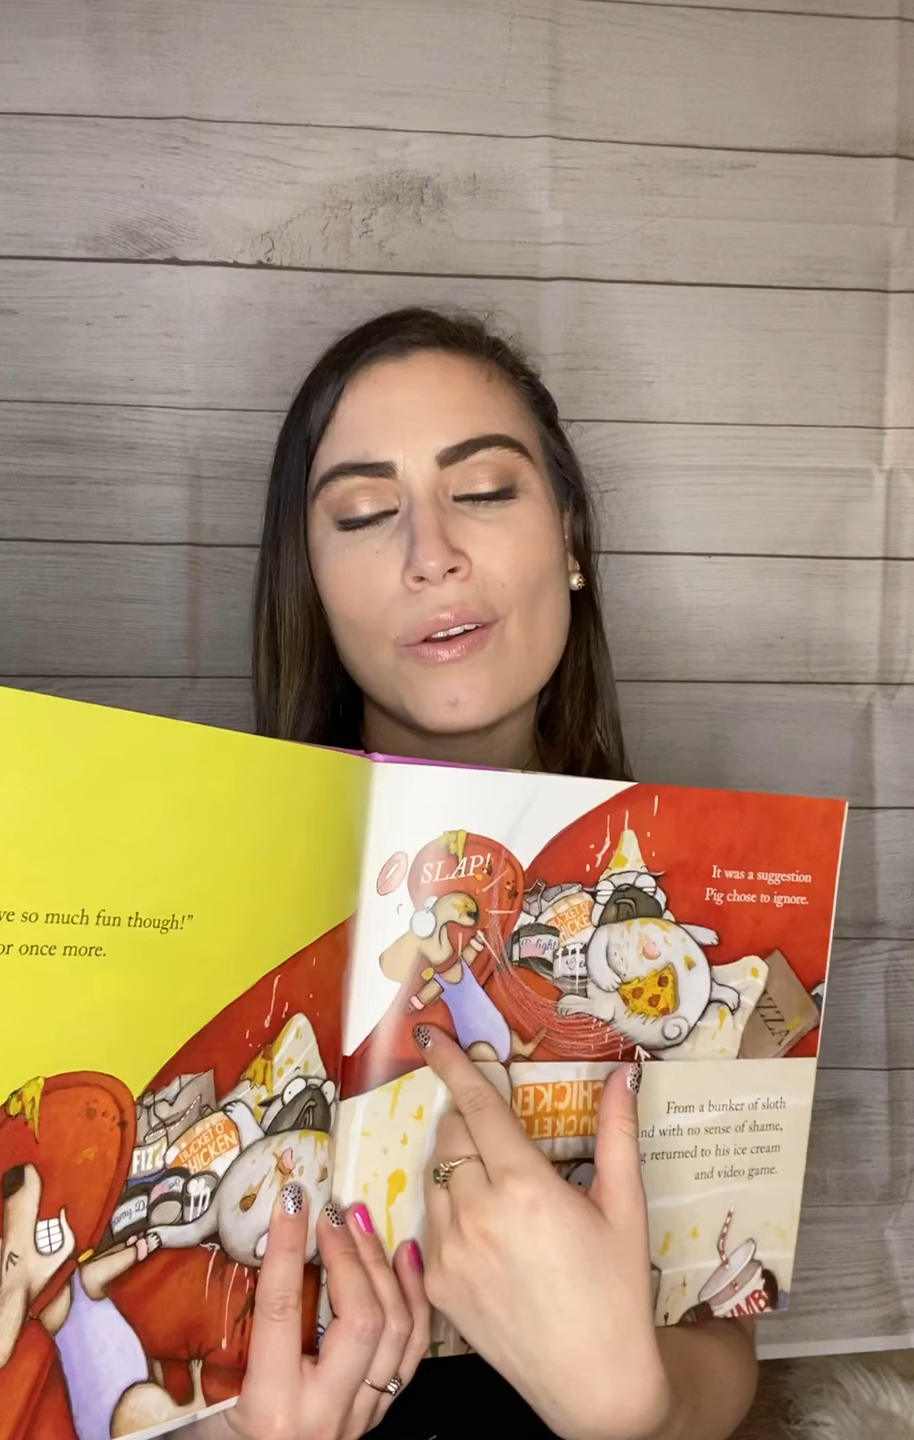 ve so much fun though!”
or once more.
FIZZ
BUCKET O'
CHICKEN
SLAP!
It was a suggestion
Pig chose to ignore.
BUCKET O'
CHICKEN
light
CHICKEN
From a bunker of sloth
nd with no sense of shame,
g returned to his ice cream
and video game.